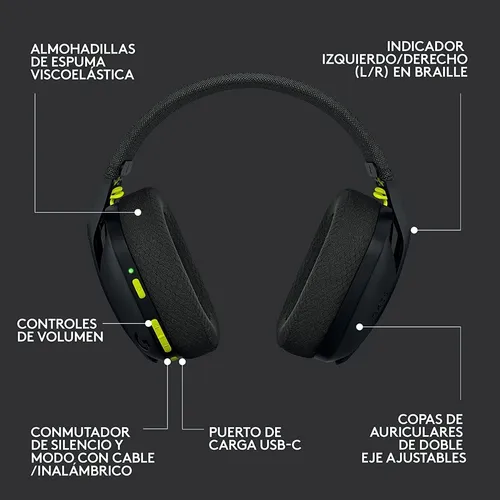 ALMOHADILLAS
DE ESPUMA
VISCOELÁSTICA
INDICADOR
IZQUIERDO/DERECHO
(L/R) EN BRAILLE
CONTROLES
DE VOLUMEN
CONMUTADOR
DE SILENCIO Y
MODO CON CABLE
/INALÁMBRICO
PUERTO DE
CARGA USB-C
COPAS DE
AURICULARES
DE DOBLE
EJE AJUSTABLES